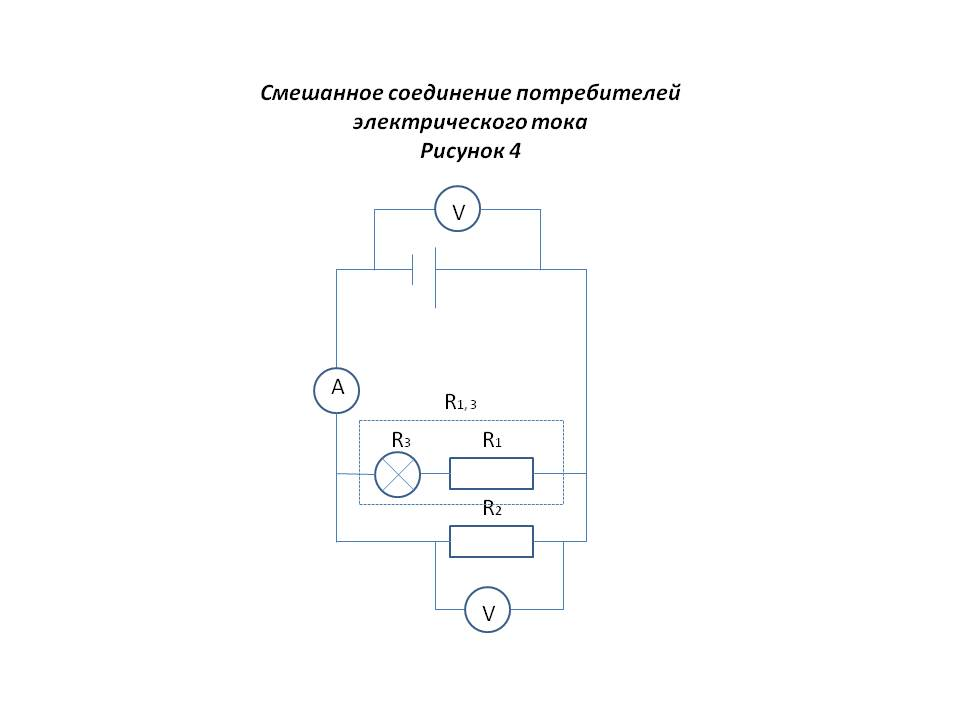 Смешанное соединение потребителей
электрического тока
Рисунок 4
V
A
R1, 3
R3 R1
R2
V